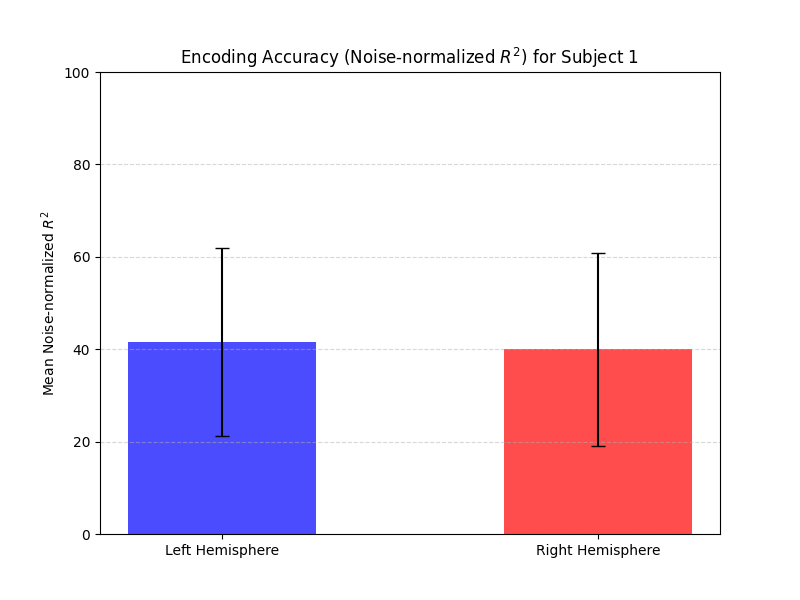 Encoding Accuracy (Noise-normalized R²) for Subject 1
Mean Noise-normalized R²
100
80
60
40
20
0
Left Hemisphere
Right Hemisphere